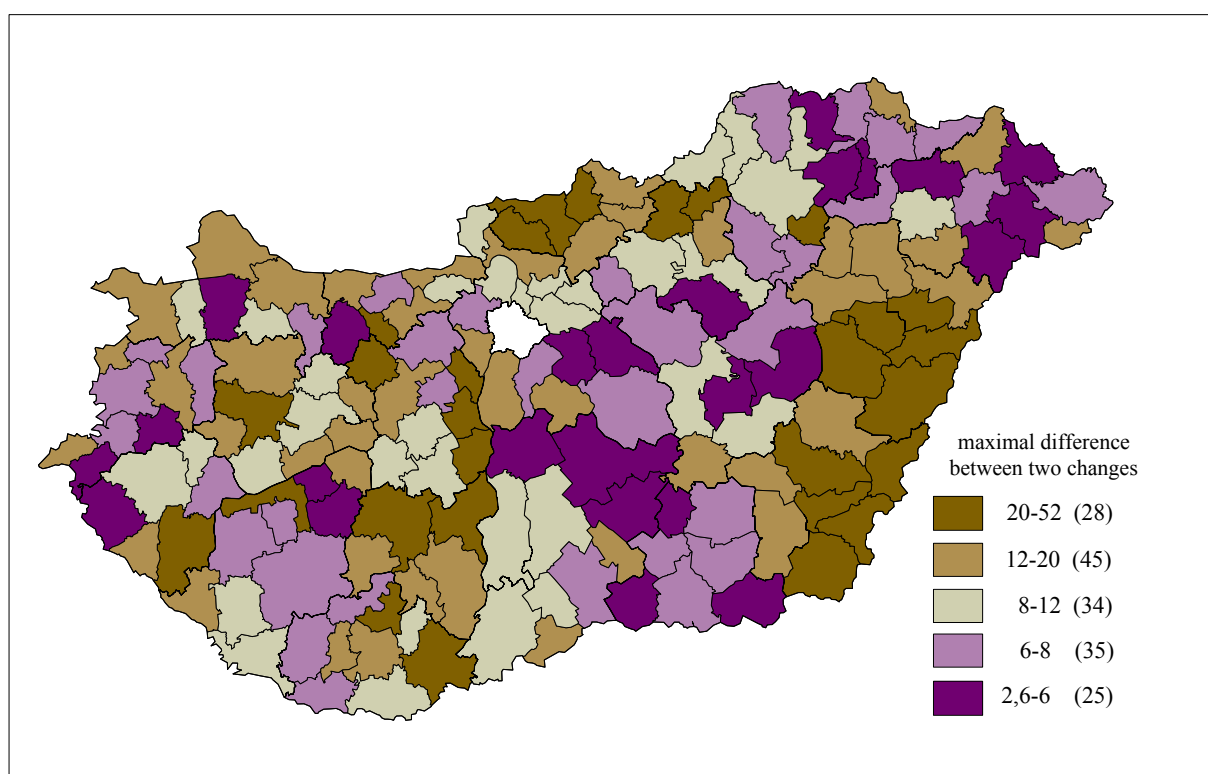 maximal difference
between two changes
20-52 (28)
12-20 (45)
8-12 (34)
6-8 (35)
2,6-6 (25)